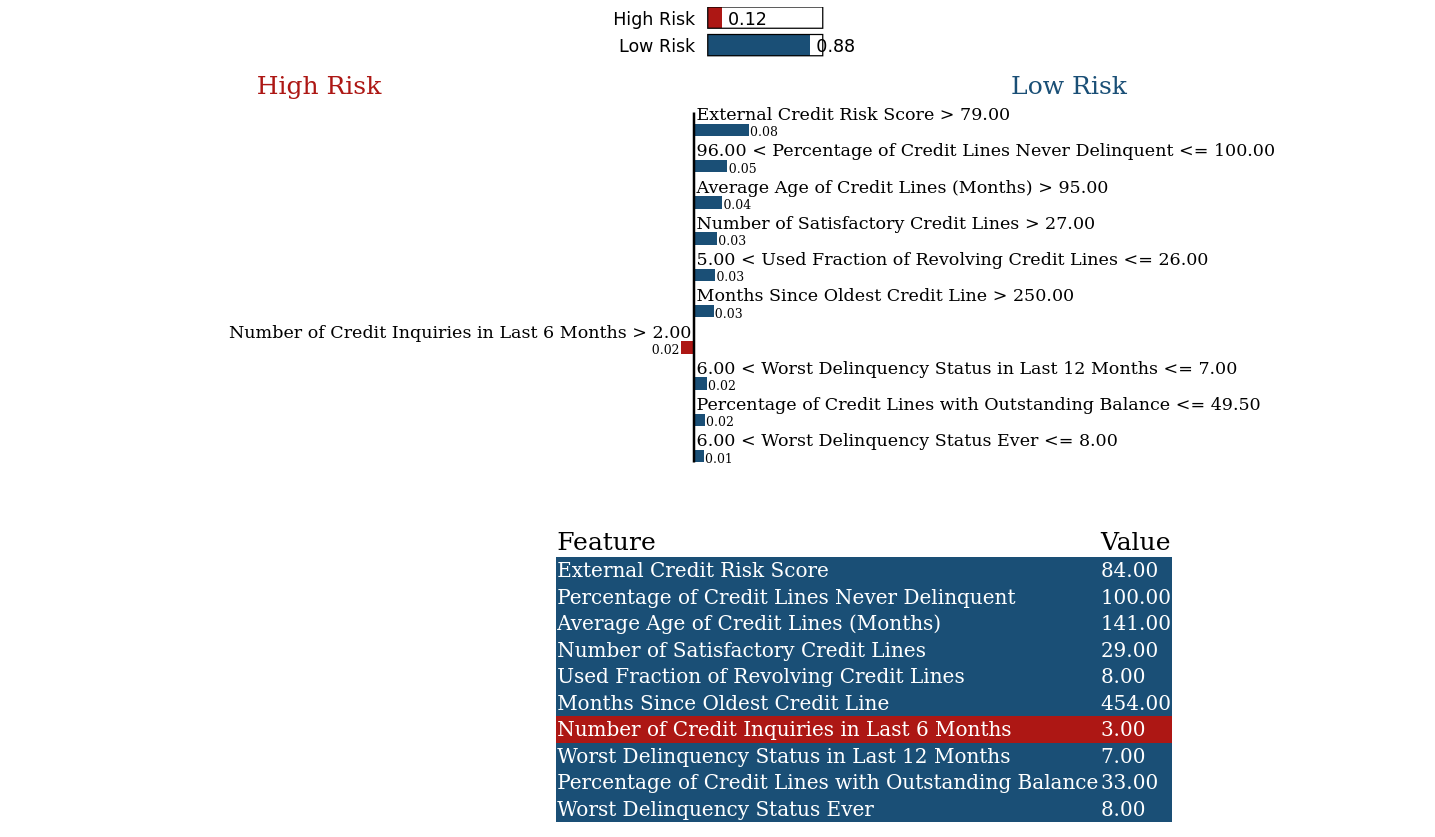 High Risk 0.12
Low Risk 0.88
High Risk Low Risk
External Credit Risk Score > 79.00
0.08
96.00 < Percentage of Credit Lines Never Delinquent <= 100.00
0.05
Average Age of Credit Lines (Months) > 95.00
0.04
Number of Satisfactory Credit Lines > 27.00
0.03
5.00 < Used Fraction of Revolving Credit Lines <= 26.00
0.03
Months Since Oldest Credit Line > 250.00
0.03
Number of Credit Inquiries in Last 6 Months > 2.00
0.02
6.00 < Worst Delinquency Status in Last 12 Months <= 7.00
0.02
Percentage of Credit Lines with Outstanding Balance <= 49.50
0.02
6.00 < Worst Delinquency Status Ever <= 8.00
0.01
Feature Value
External Credit Risk Score 84.00
Percentage of Credit Lines Never Delinquent 100.00
Average Age of Credit Lines (Months) 141.00
Number of Satisfactory Credit Lines 29.00
Used Fraction of Revolving Credit Lines 8.00
Months Since Oldest Credit Line 454.00
Number of Credit Inquiries in Last 6 Months 3.00
Worst Delinquency Status in Last 12 Months 7.00
Percentage of Credit Lines with Outstanding Balance 33.00
Worst Delinquency Status Ever 8.00